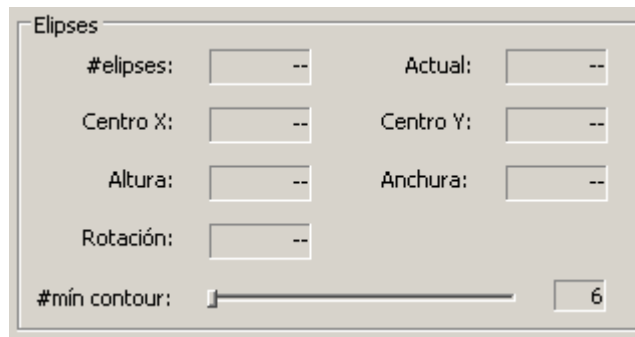 Elipses
#elipses: -- Actual: --
Centro X: -- Centro Y: --
Altura: -- Anchura: --
Rotación: --
#mín contour: 6